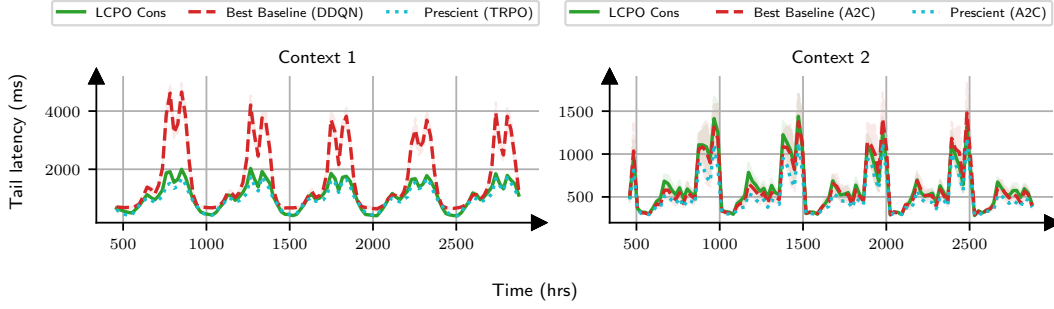 LCPO Cons Best Baseline (DDQN) Prescient (TRPO)
LCPO Cons Best Baseline (A2C) Prescient (A2C)
Context 1
Context 2
Tail latency (ms)
4000
2000
500 1000 1500 2000 2500
1500
1000
500
500 1000 1500 2000 2500
Time (hrs)